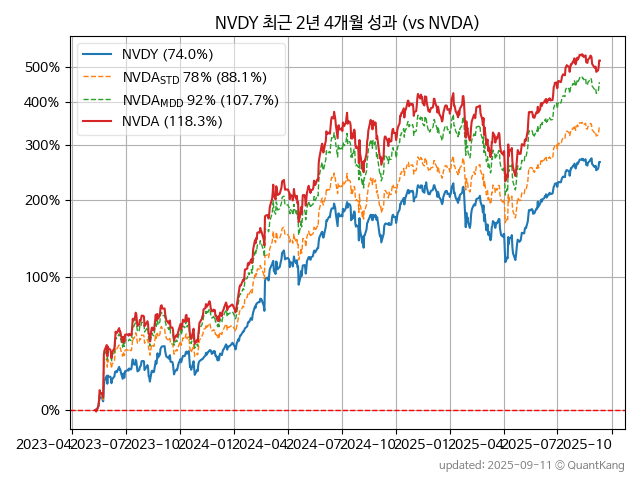 NVDY 최근 2년 4개월 성과 (vs NVDA)
NVDY (74.0%)
NVDA_STD 78% (88.1%)
NVDA_MDD 92% (107.7%)
NVDA (118.3%)
500%
400%
300%
200%
100%
0%
2023-04 2023-07 2023-10 2024-01 2024-04 2024-07 2024-10 2025-01 2025-04 2025-07 2025-10
updated: 2025-09-11 © QuantKang